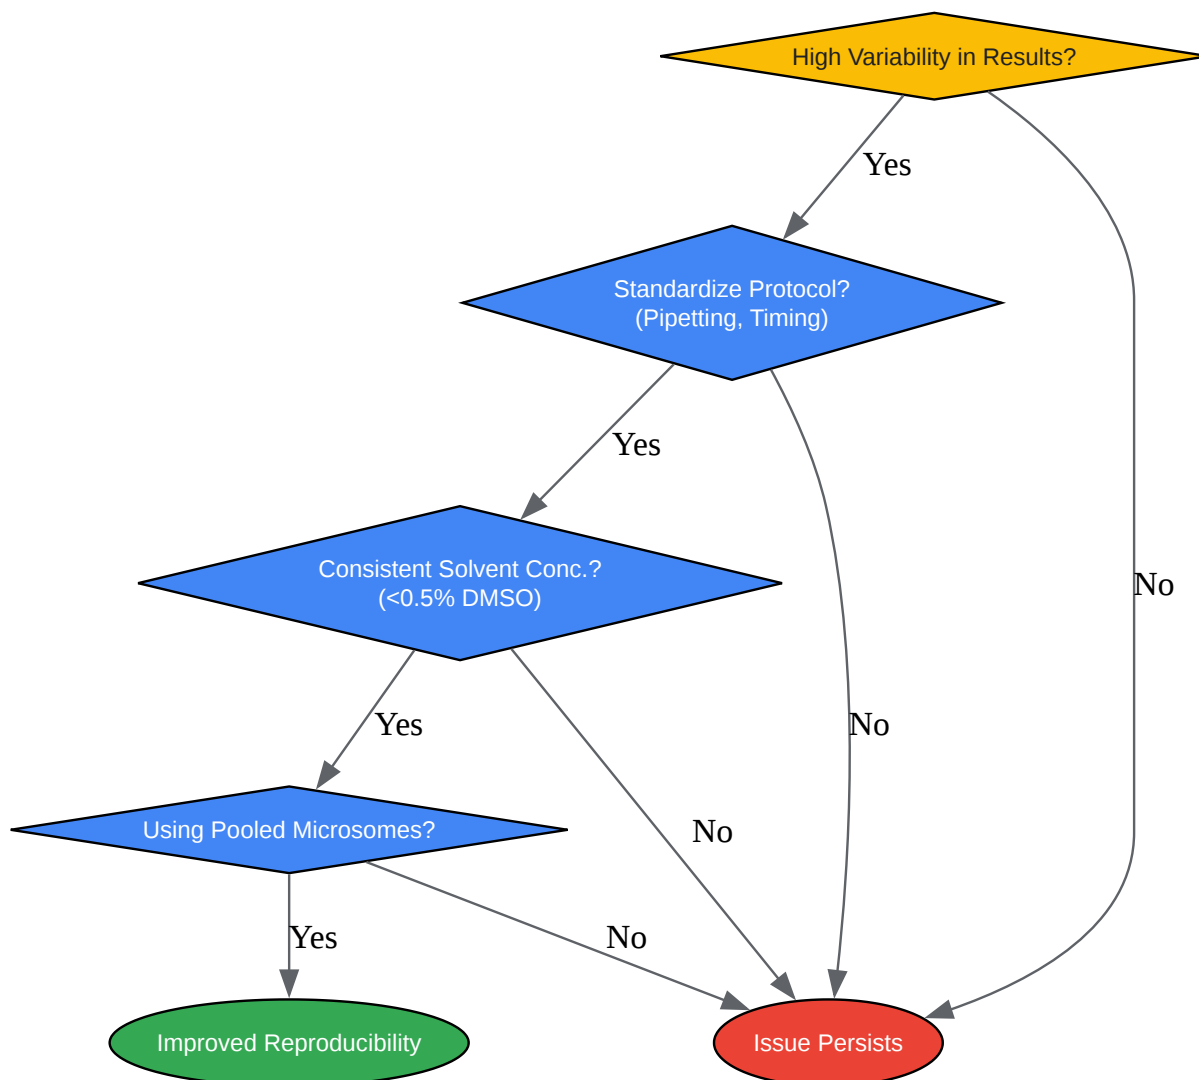 High Variability in Results?
Yes
Standardize Protocol?
(Pipetting, Timing)
Yes
Consistent Solvent Conc.?
(<0.5% DMSO)
No
Yes
No
Using Pooled Microsomes?
No
Yes
No
Improved Reproducibility
Issue Persists